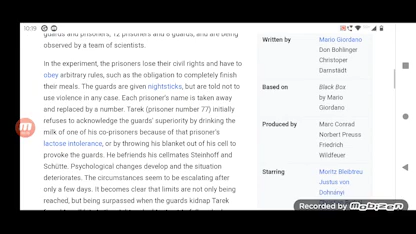 10:19
guards and prisoners, 12 prisoners and 8 guards, and are being
observed by a team of scientists.
In the experiment, the prisoners lose their civil rights and have to
obey arbitrary rules, such as the obligation to completely finish
their meals. The guards are given nightsticks, but are told not to
use violence in any case. Each prisoner's name is taken away
and replaced by a number. Tarek (prisoner number 77) initially
refuses to acknowledge the guards' superiority by drinking the
milk of one of his co-prisoners because of that prisoner's
lactose intolerance, or by throwing his blanket out of his cell to
provoke the guards. He befriends his cellmates Steinhoff and
Schütte. Psychological changes develop and the situation
deteriorates. The circumstances seem to be escalating after
only a few days. It becomes clear that limits are not only being
reached, but being surpassed when the guards kidnap Tarek
Written by
Mario Giordano
Don Bohlinger
Christoper
Darnstädt
Based on
Black Box
by Mario
Giordano
Produced by
Marc Conrad
Norbert Preuss
Friedrich
Wildfeuer
Starring
Moritz Bleibtreu
Justus von
Dohnányi
Recorded by
mobizen